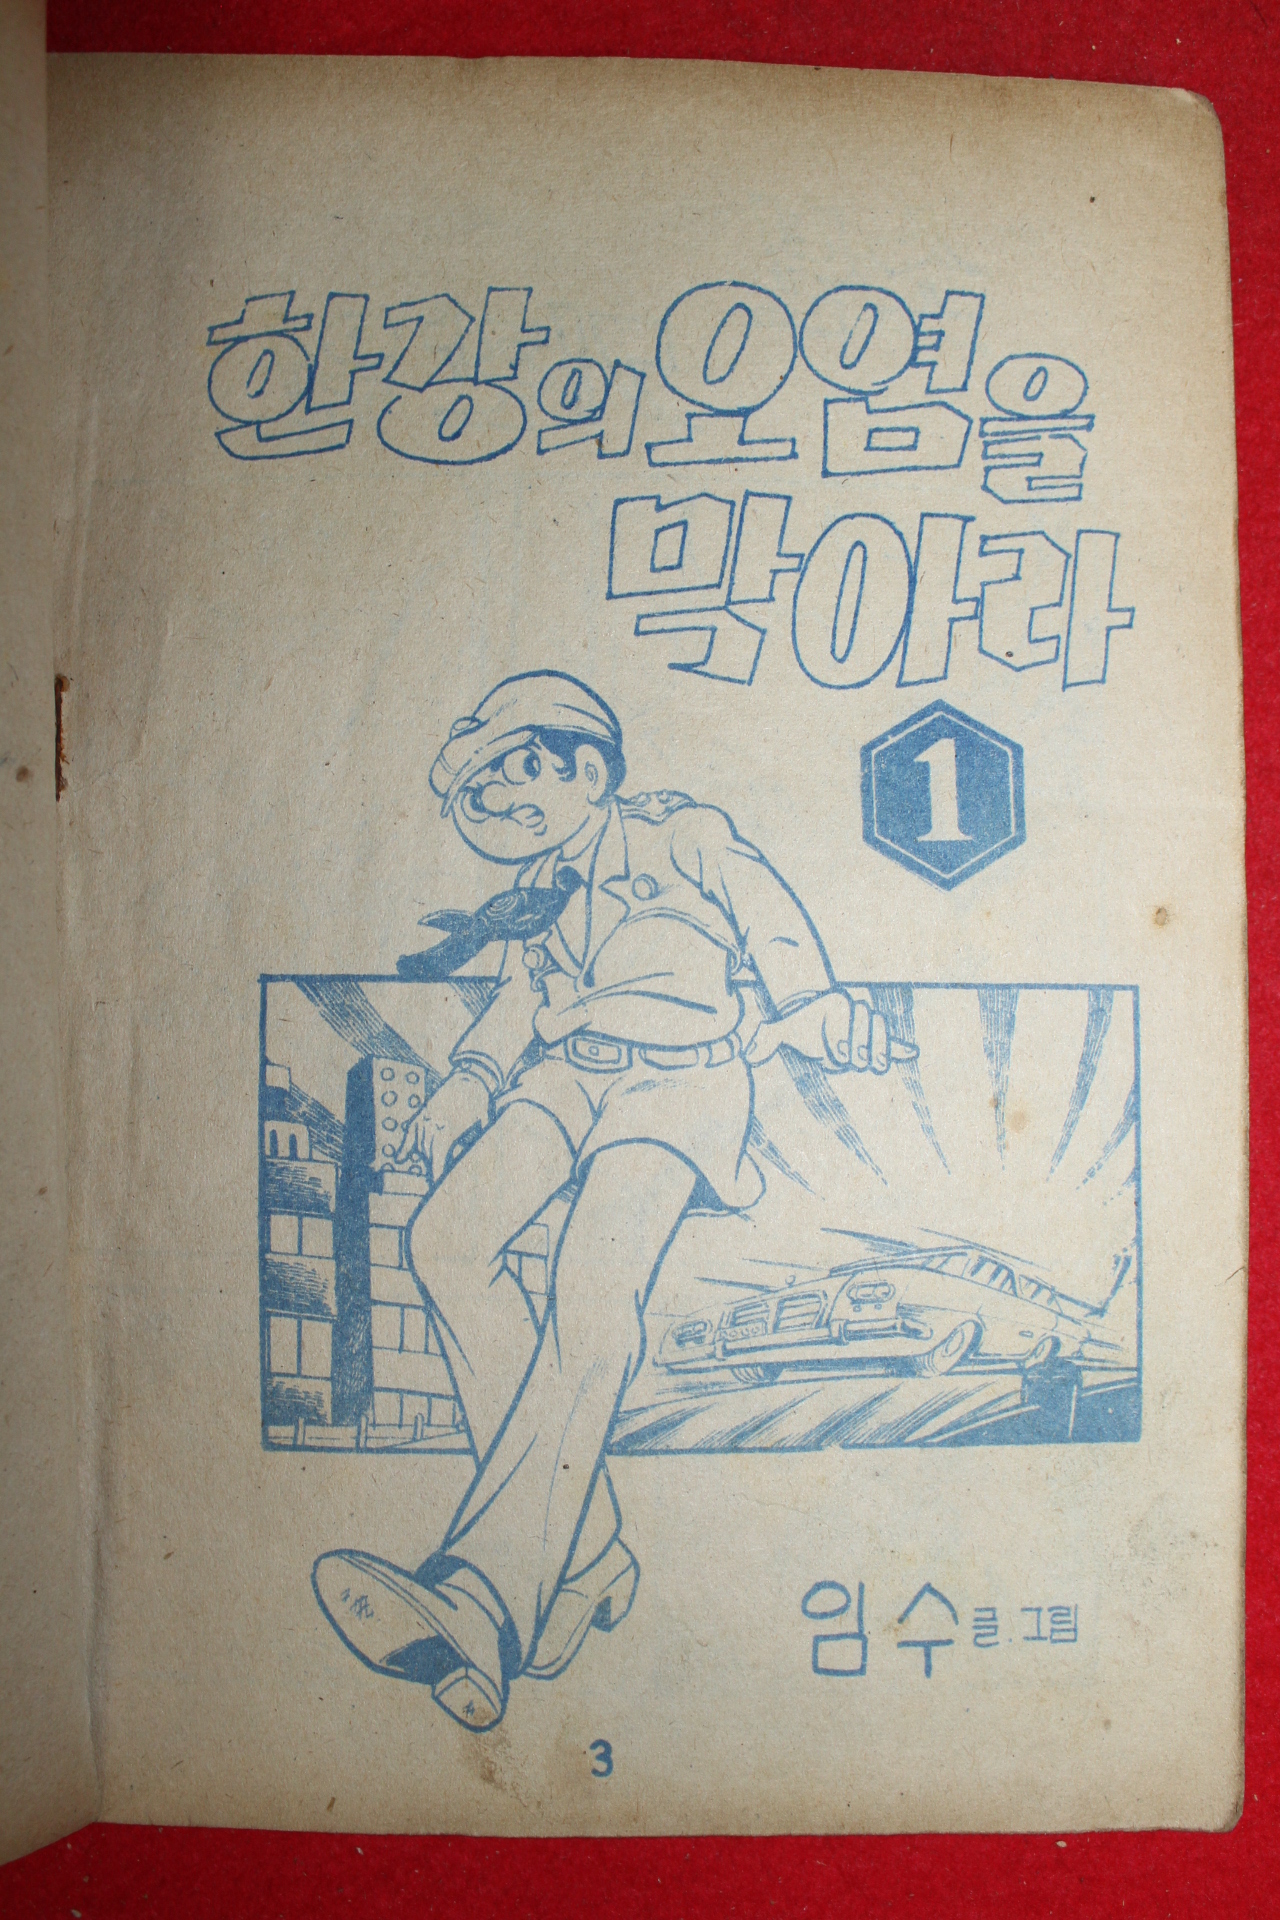 한강의 오염을
막아라
1
임수 글.그림
3